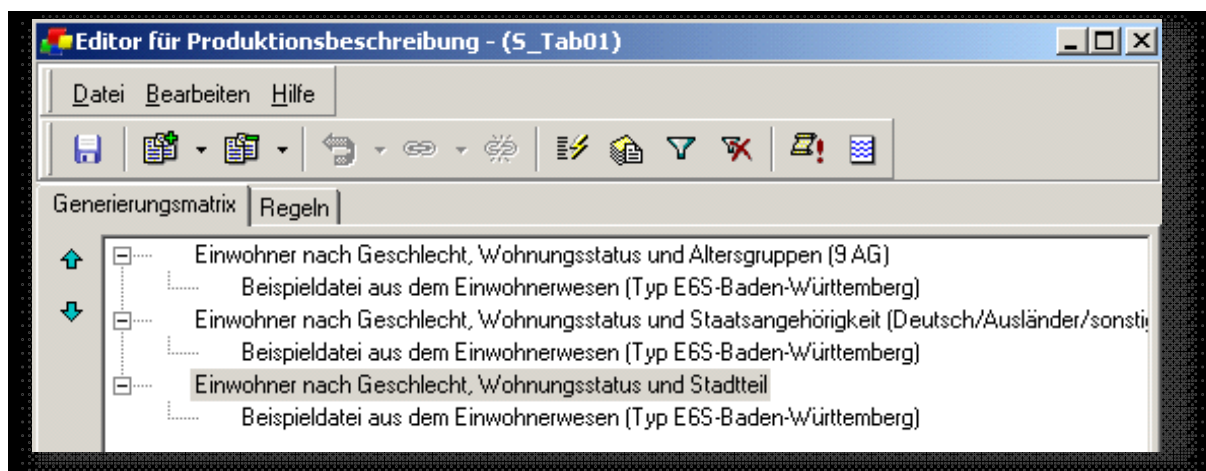 Editor für Produktionsbeschreibung - (S_Tab01)
Datei Bearbeiten Hilfe
Generierungsmatrix Regeln
Einwohner nach Geschlecht, Wohnungsstatus und Altersgruppen (9 AG)
Beispieldatei aus dem Einwohnerwesen (Typ E6S-Baden-Württemberg)
Einwohner nach Geschlecht, Wohnungsstatus und Staatsangehörigkeit (Deutsch/Ausländer/sonsti
Beispieldatei aus dem Einwohnerwesen (Typ E6S-Baden-Württemberg)
Einwohner nach Geschlecht, Wohnungsstatus und Stadtteil
Beispieldatei aus dem Einwohnerwesen (Typ E6S-Baden-Württemberg)